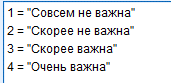 1 = "Совсем не важна"
2 = "Скорее не важна"
3 = "Скорее важна"
4 = "Очень важна"